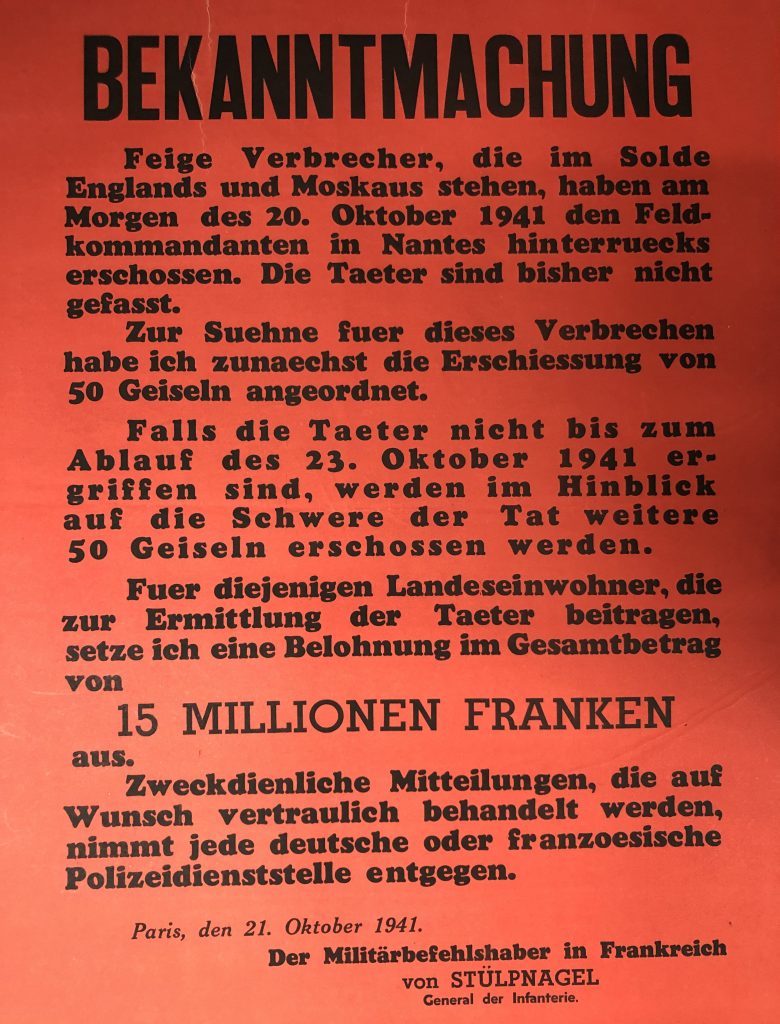 BEKANNTMACHUNG
Feige Verbrecher, die im Solde
Englands und Moskaus stehen, haben am
Morgen des 20. Oktober 1941 den Feld-
kommandanten in Nantes hinterruecks
erschossen. Die Taeter sind bisher nicht
gefasst.
Zur Suehne fuer dieses Verbrechen
habe ich zunaechst die Erschiessung von
50 Geiseln angeordnet.
Falls die Taeter nicht bis zum
Ablauf des 23. Oktober 1941 er-
griffen sind, werden im Hinblick
auf die Schwere der Tat weitere
50 Geiseln erschossen werden.
Fuer diejenigen Landeseinwohner, die
zur Ermittlung der Taeter beitragen,
setze ich eine Belohnung im Gesamtbetrag
von
15 MILLIONEN FRANKEN
aus.
Zweckdienliche Mitteilungen, die auf
Wunsch vertraulich behandelt werden,
nimmt jede deutsche oder franzoesische
Polizeidienststelle entgegen.
Paris, den 21. Oktober 1941.
Der Militärbefehlshaber in Frankreich
von STÜLPNAGEL
General der Infanterie.